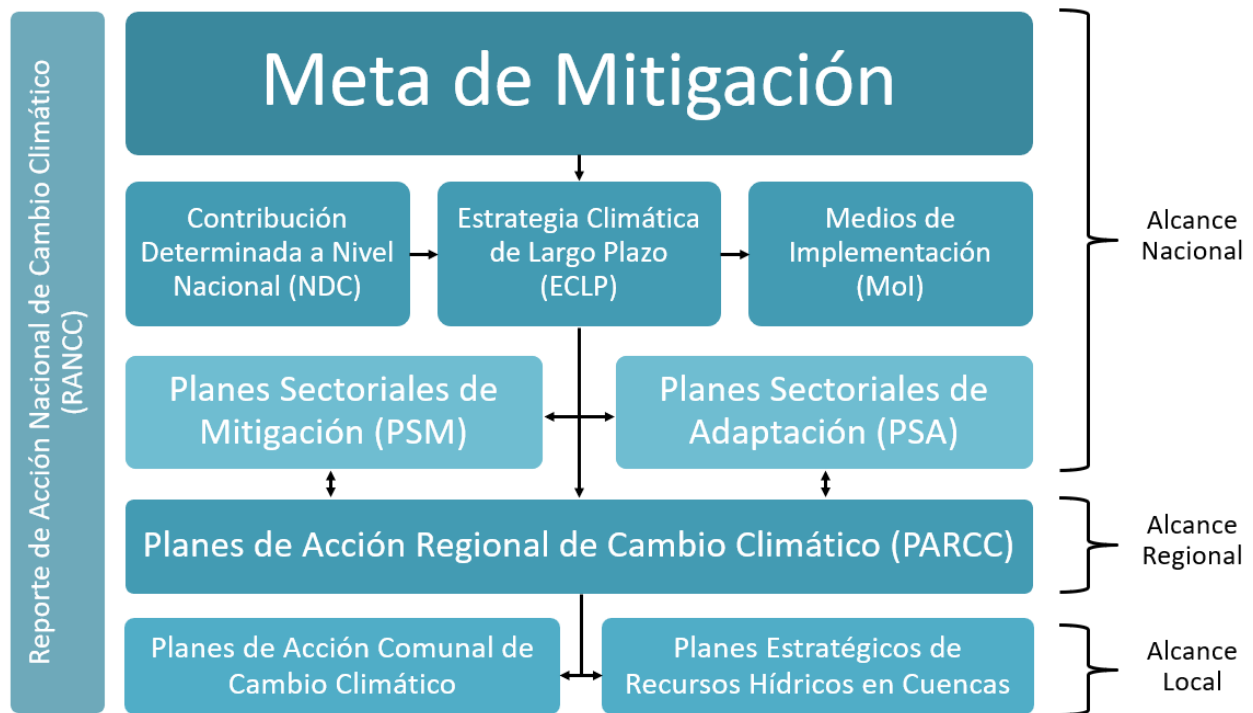 Reporte de Acción Nacional de Cambio Climático
(RANCC)
Meta de Mitigación
Contribución
Determinada a Nivel
Nacional (NDC)
Estrategia Climática
de Largo Plazo
(ECLP)
Medios de
Implementación
(MoI)
Alcance
Nacional
Planes Sectoriales de
Mitigación (PSM)
Planes Sectoriales de
Adaptación (PSA)
Planes de Acción Regional de Cambio Climático (PARCC)
Alcance
Regional
Planes de Acción Comunal de
Cambio Climático
Planes Estratégicos de
Recursos Hídricos en Cuencas
Alcance
Local